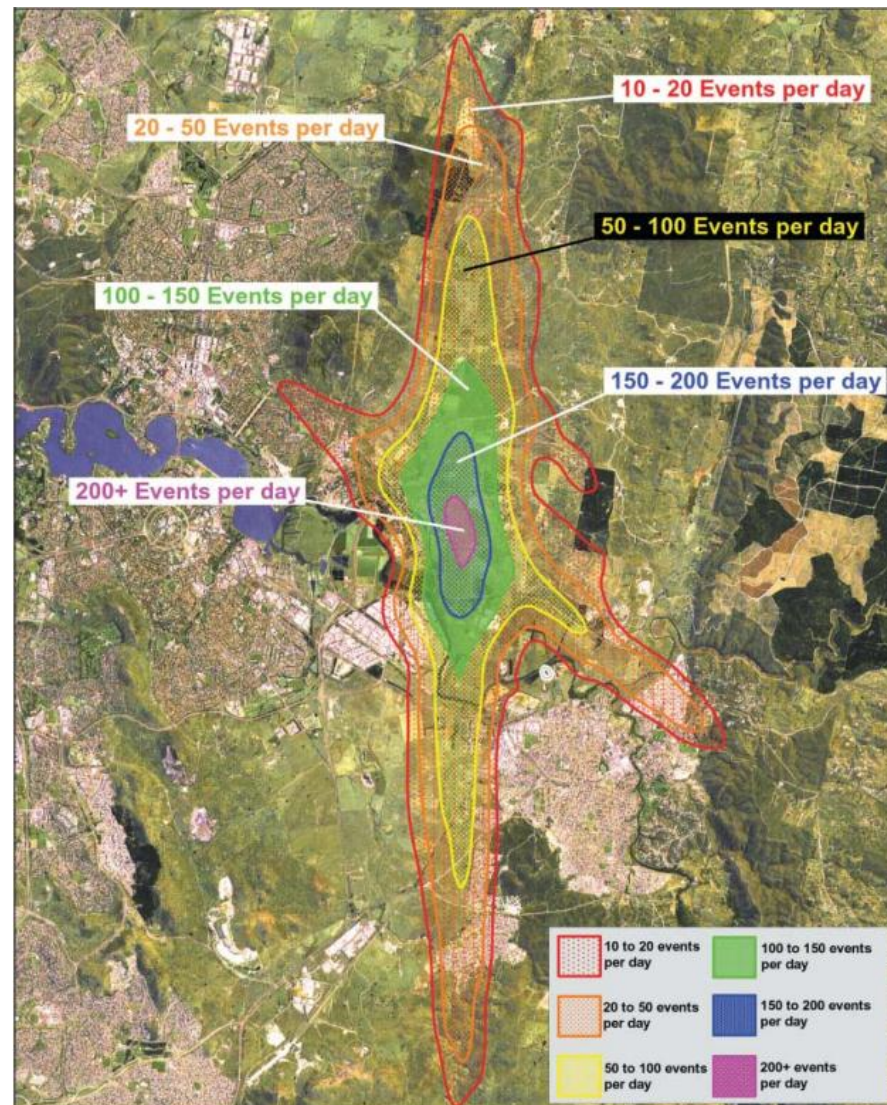 10 - 20 Events per day
20 - 50 Events per day
50 - 100 Events per day
100 - 150 Events per day
150 - 200 Events per day
200+ Events per day
10 to 20 events
per day
100 to 150 events
per day
20 to 50 events
per day
150 to 200 events
per day
50 to 100 events
per day
200+ events
per day